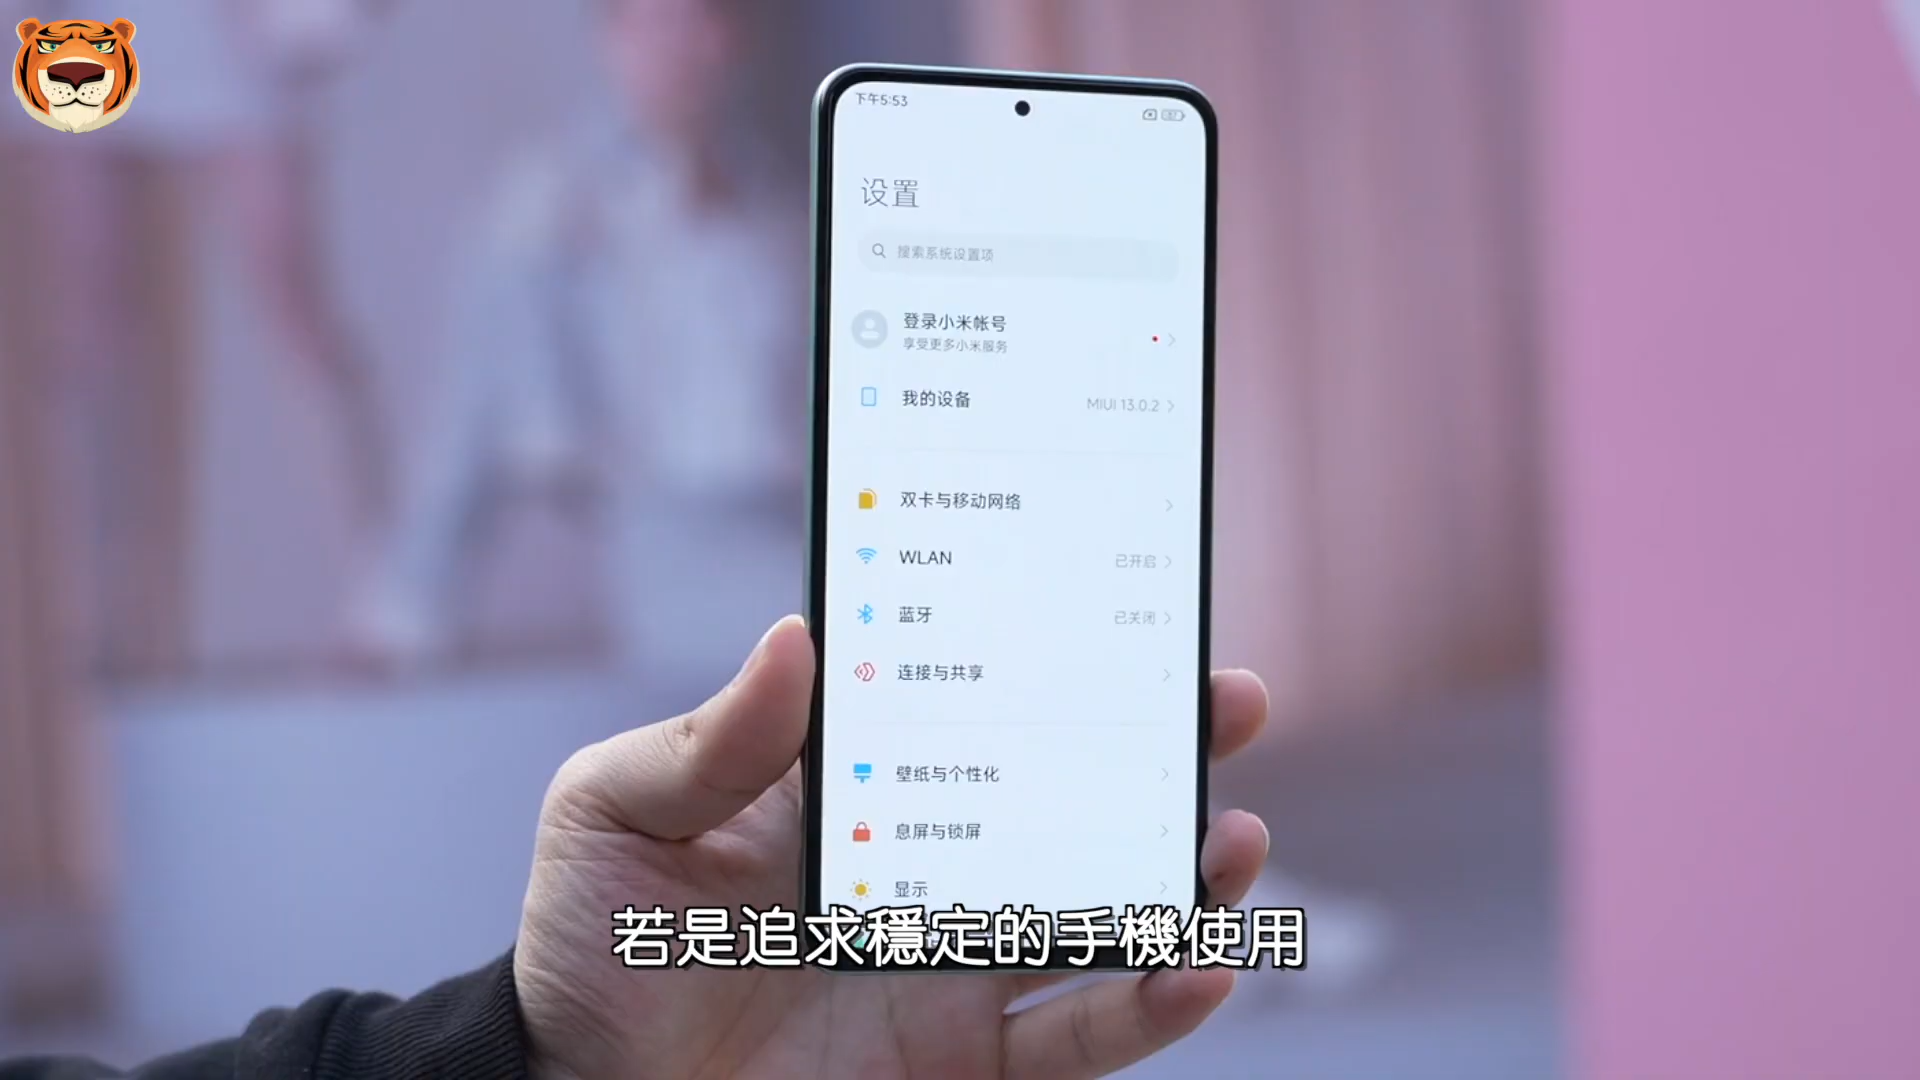 下午5:53
设置
搜索系统设置项
登录小米帐号
享受更多小米服务
我的设备 MIUI 13.0.2
双卡与移动网络
WLAN 已开启
蓝牙 已关闭
连接与共享
壁纸与个性化
息屏与锁屏
显示
若是追求穩定的手機使用